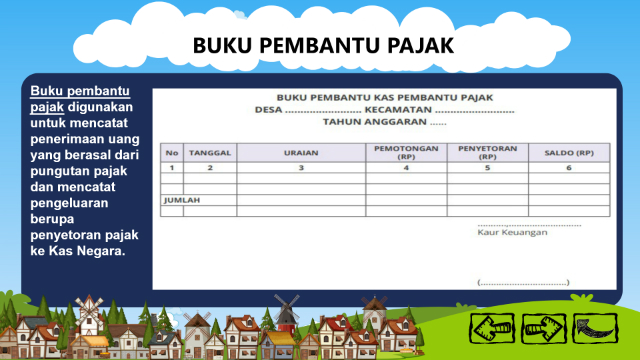 BUKU PEMBANTU PAJAK
Buku pembantu
pajak digunakan
untuk mencatat
penerimaan uang
yang berasal dari
pungutan pajak
dan mencatat
pengeluaran
berupa
penyetoran pajak
ke Kas Negara.
BUKU PEMBANTU KAS PEMBANTU PAJAK
DESA .......................... KECAMATAN ...........................
TAHUN ANGGARAN ......
No TANGGAL URAIAN PEMOTONGAN (RP) PENYETORAN (RP) SALDO (RP)
1 2 3 4 5 6
JUMLAH
........................................
Kaur Keuangan
(..................................)